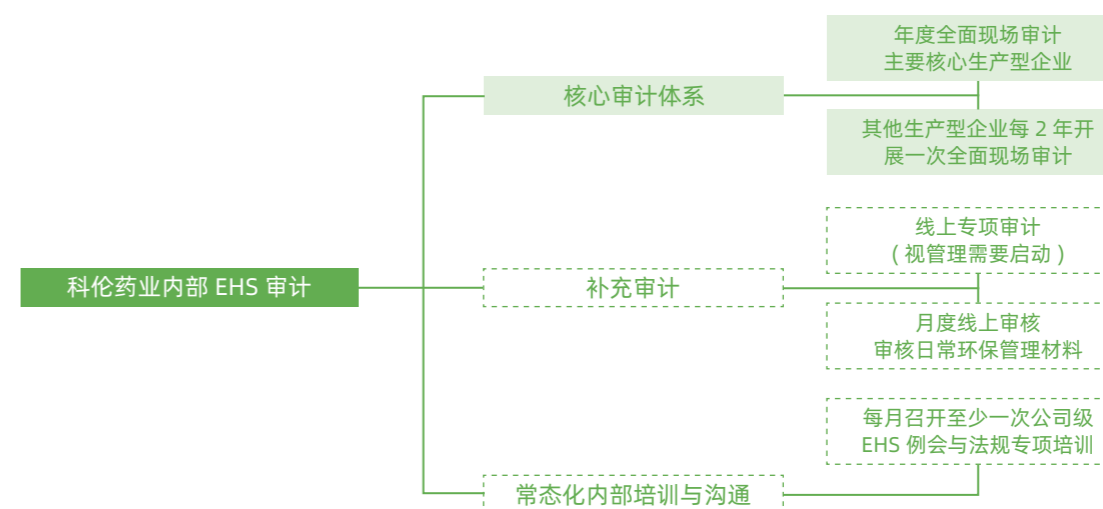 年度全面现场审计
主要核心生产型企业
核心审计体系
其他生产型企业每 2 年开
展一次全面现场审计
线上专项审计
( 视管理需要启动 )
科伦药业内部 EHS 审计
补充审计
月度线上审核
审核日常环保管理材料
每月召开至少一次公司级
EHS 例会与法规专项培训
常态化内部培训与沟通